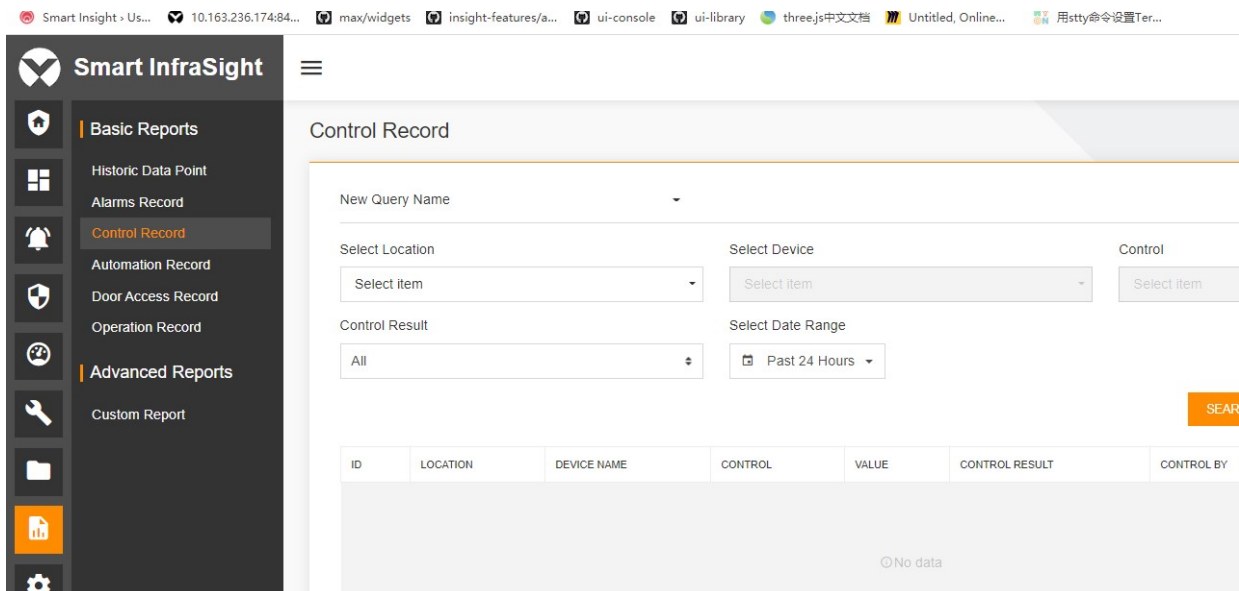 Smart Insight › Us... 10.163.236.174:84... max/widgets insight-features/a... ui-console ui-library three.js中文文档 Untitled, Online... 用stty命令设置Ter...
Smart InfraSight
Basic Reports
Historic Data Point
Alarms Record
Control Record
Automation Record
Door Access Record
Operation Record
Advanced Reports
Custom Report
Control Record
New Query Name
Select Location Select Device Control
Select item Select item Select item
Control Result Select Date Range
All Past 24 Hours
SEAR
ID LOCATION DEVICE NAME CONTROL VALUE CONTROL RESULT CONTROL BY
No data